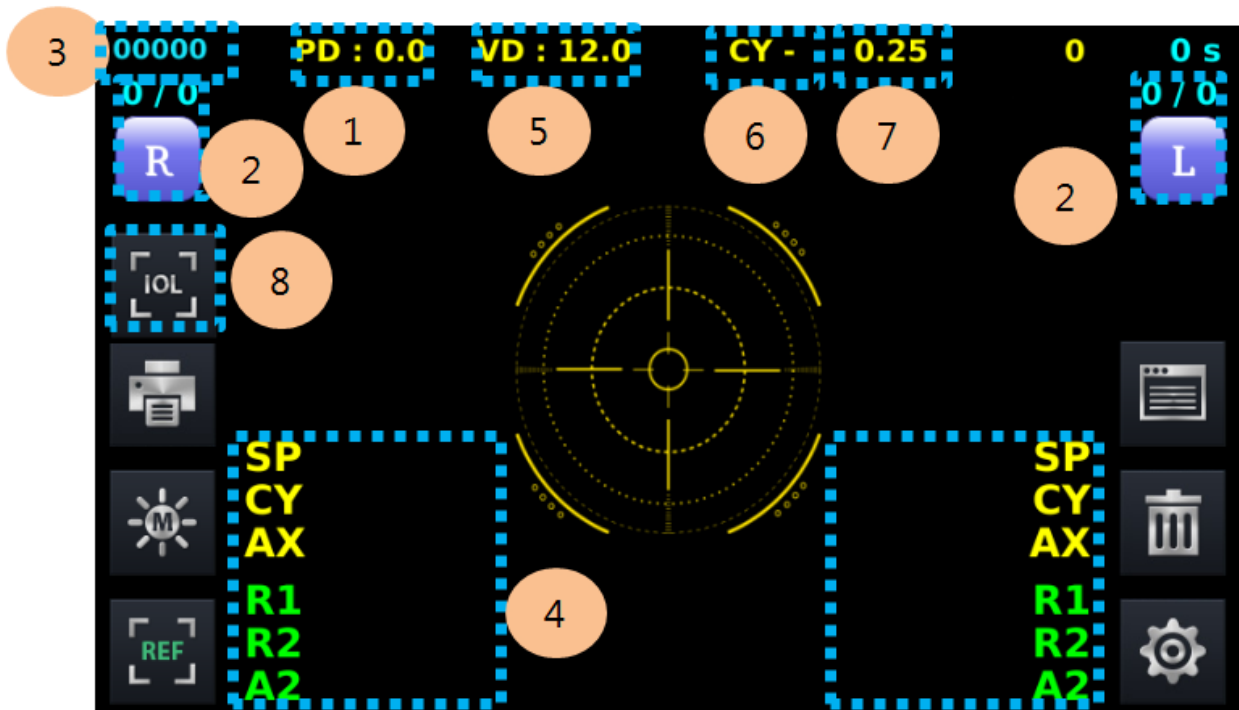 3 00000 PD : 0.0 VD : 12.0 CY - 0.25 0 0 s
0 / 0 0 / 0
R 2 1 5 6 7 2 L
IOL 8
SP SP
CY CY
AX AX
R1 4 R1
REF R2 R2
A2 A2